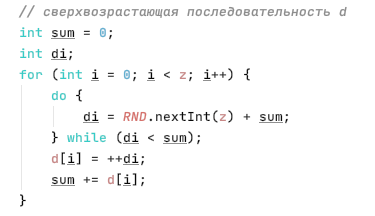 // сверхвозрастающая последовательность d
int sum = 0;
int di;
for (int i = 0; i < z; i++) {
do {
di = RND.nextInt(z) + sum;
} while (di < sum);
d[i] = ++di;
sum += d[i];
}